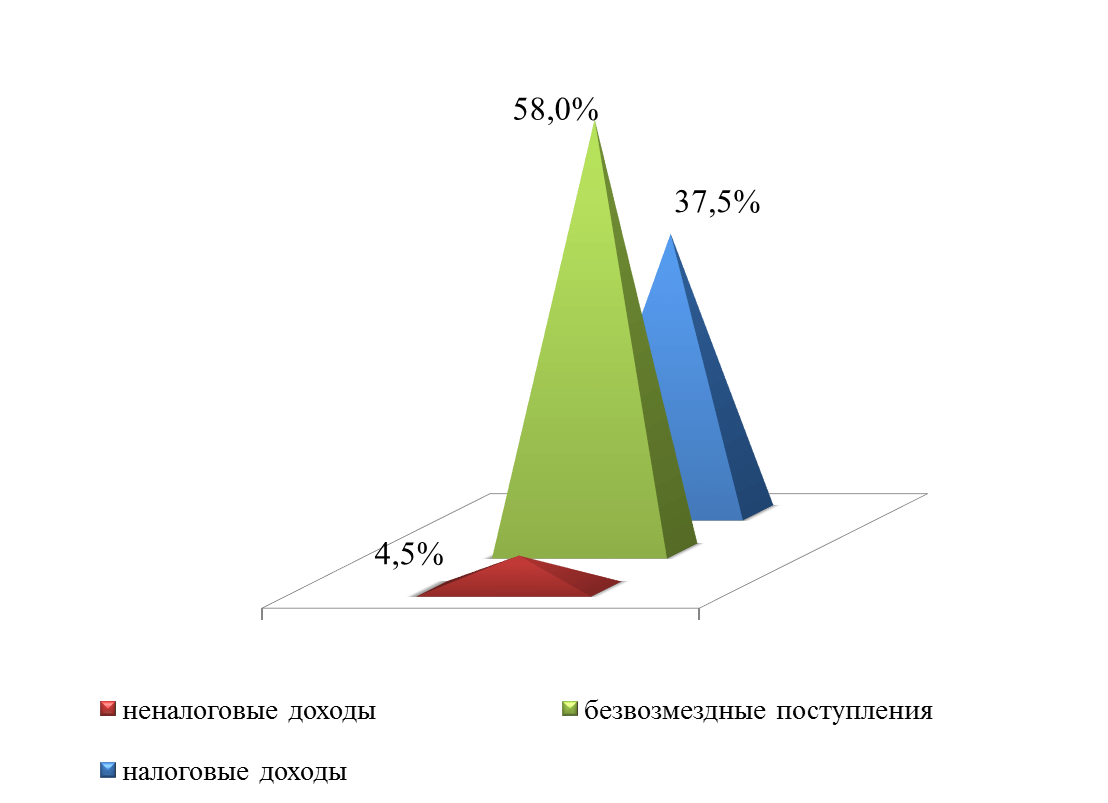 58,0%
37,5%
4,5%
неналоговые доходы
безвозмездные поступления
налоговые доходы